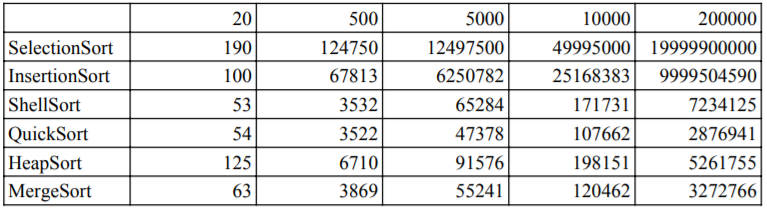 20 500 5000 10000 200000
SelectionSort 190 124750 12497500 49995000 19999900000
InsertionSort 100 67813 6250782 25168383 9999504590
ShellSort 53 3532 65284 171731 7234125
QuickSort 54 3522 47378 107662 2876941
HeapSort 125 6710 91576 198151 5261755
MergeSort 63 3869 55241 120462 3272766